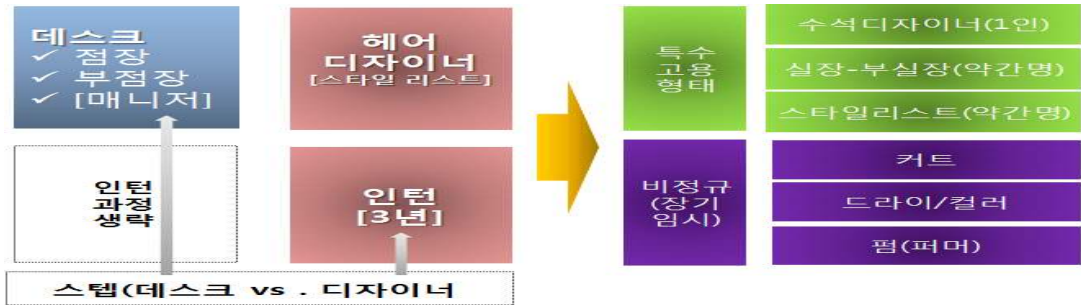 데스크
✓ 점장
✓ 부점장
✓ [매니저]
헤어
디자이너
[스타일 리스트]
인턴
과정
생략
인턴
[3년]
스텝(데스크 vs . 디자이너
특수
고용
형태
수석디자이너(1인)
실장-부실장(약간명)
스타일리스트(약간명)
비정규
(장기
임시)
커트
드라이/컬러
펌(퍼머)